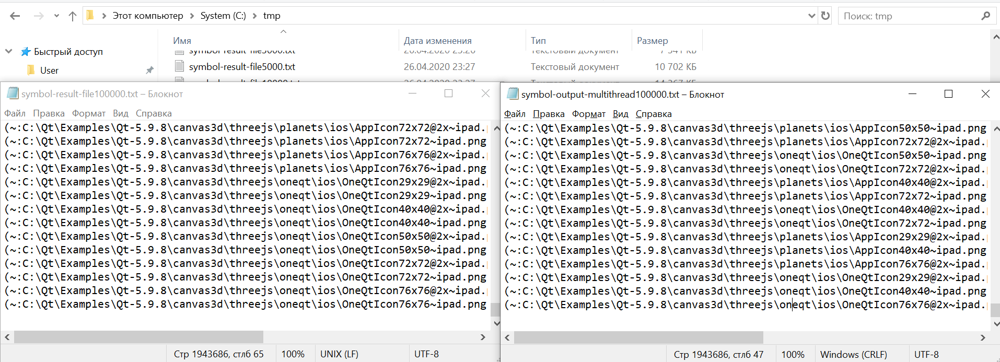 Этот компьютер System (C:) tmp
Поиск: tmp
Имя Дата изменения Тип Размер
Быстрый доступ
symbol-result-file5000.txt 26.04.2020 23:27 Текстовый документ 10 702 КБ
User
symbol-result-file100000.txt – Блокнот
Файл Правка Формат Вид Справка
(~:C:\Qt\Examples\Qt-5.9.8\canvas3d\threejs\planets\ios\AppIcon72x72@2x~ipad.
(~:C:\Qt\Examples\Qt-5.9.8\canvas3d\threejs\planets\ios\AppIcon72x72~ipad.png
(~:C:\Qt\Examples\Qt-5.9.8\canvas3d\threejs\planets\ios\AppIcon76x76@2x~ipad.
(~:C:\Qt\Examples\Qt-5.9.8\canvas3d\threejs\planets\ios\AppIcon76x76~ipad.png
(~:C:\Qt\Examples\Qt-5.9.8\canvas3d\threejs\oneqt\ios\OneQtIcon29x29@2x~ipad.
(~:C:\Qt\Examples\Qt-5.9.8\canvas3d\threejs\oneqt\ios\OneQtIcon29x29~ipad.png
(~:C:\Qt\Examples\Qt-5.9.8\canvas3d\threejs\oneqt\ios\OneQtIcon40x40@2x~ipad.
(~:C:\Qt\Examples\Qt-5.9.8\canvas3d\threejs\oneqt\ios\OneQtIcon40x40~ipad.png
(~:C:\Qt\Examples\Qt-5.9.8\canvas3d\threejs\oneqt\ios\OneQtIcon50x50@2x~ipad.
(~:C:\Qt\Examples\Qt-5.9.8\canvas3d\threejs\oneqt\ios\OneQtIcon50x50~ipad.png
(~:C:\Qt\Examples\Qt-5.9.8\canvas3d\threejs\oneqt\ios\OneQtIcon72x72@2x~ipad.
(~:C:\Qt\Examples\Qt-5.9.8\canvas3d\threejs\oneqt\ios\OneQtIcon72x72~ipad.png
(~:C:\Qt\Examples\Qt-5.9.8\canvas3d\threejs\oneqt\ios\OneQtIcon76x76@2x~ipad.
(~:C:\Qt\Examples\Qt-5.9.8\canvas3d\threejs\oneqt\ios\OneQtIcon76x76~ipad.png
Стр 1943686, стлб 65 100% UNIX (LF) UTF-8
symbol-output-multithread100000.txt – Блокнот
Файл Правка Формат Вид Справка
(~:C:\Qt\Examples\Qt-5.9.8\canvas3d\threejs\planets\ios\AppIcon50x50~ipad.png
(~:C:\Qt\Examples\Qt-5.9.8\canvas3d\threejs\planets\ios\AppIcon72x72@2x~ipad.
(~:C:\Qt\Examples\Qt-5.9.8\canvas3d\threejs\oneqt\ios\OneQtIcon50x50~ipad.png
(~:C:\Qt\Examples\Qt-5.9.8\canvas3d\threejs\oneqt\ios\OneQtIcon72x72@2x~ipad.
(~:C:\Qt\Examples\Qt-5.9.8\canvas3d\threejs\planets\ios\AppIcon40x40@2x~ipad.
(~:C:\Qt\Examples\Qt-5.9.8\canvas3d\threejs\planets\ios\AppIcon72x72~ipad.png
(~:C:\Qt\Examples\Qt-5.9.8\canvas3d\threejs\oneqt\ios\OneQtIcon40x40@2x~ipad.
(~:C:\Qt\Examples\Qt-5.9.8\canvas3d\threejs\oneqt\ios\OneQtIcon72x72~ipad.png
(~:C:\Qt\Examples\Qt-5.9.8\canvas3d\threejs\planets\ios\AppIcon29x29@2x~ipad.
(~:C:\Qt\Examples\Qt-5.9.8\canvas3d\threejs\planets\ios\AppIcon40x40~ipad.png
(~:C:\Qt\Examples\Qt-5.9.8\canvas3d\threejs\planets\ios\AppIcon76x76@2x~ipad.
(~:C:\Qt\Examples\Qt-5.9.8\canvas3d\threejs\oneqt\ios\OneQtIcon29x29@2x~ipad.
(~:C:\Qt\Examples\Qt-5.9.8\canvas3d\threejs\oneqt\ios\OneQtIcon40x40~ipad.png
(~:C:\Qt\Examples\Qt-5.9.8\canvas3d\threejs\oneqt\ios\OneQtIcon76x76@2x~ipad.
Стр 1943686, стлб 47 100% Windows (CRLF) UTF-8